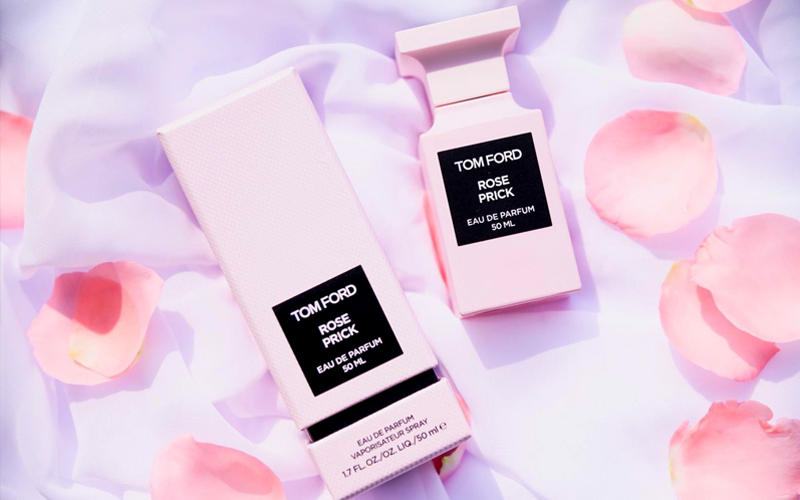 TOM FORD
ROSE
PRICK
EAU DE PARFUM
50 ML
TOM FORD
ROSE
PRICK
EAU DE PARFUM
50 ML
EAU DE PARFUM
VAPORISATEUR SPRAY
1.7 FL. OZ./OZ. LIQ./50 ml ℮